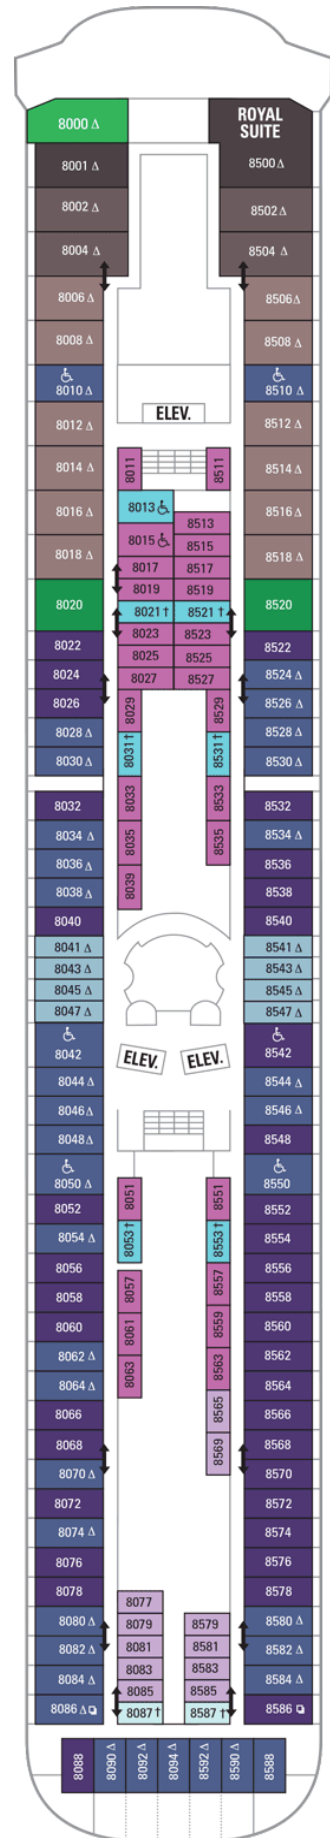 8000 Δ
ROYAL
SUITE
8001 Δ
8500 Δ
8002 Δ
8502 Δ
8004 Δ
8504 Δ
8006 Δ
8506 Δ
8008 Δ
8508 Δ
8010 Δ
8510 Δ
ELEV.
8012 Δ
8512 Δ
8011
8511
8014 Δ
8514 Δ
8013
8016 Δ
8513
8516 Δ
8015
8515
8018 Δ
8017
8517
8518 Δ
8019
8519
8020
8021 †
8521 †
8520
8022
8023
8523
8522
8025
8525
8024
8027
8527
8524 Δ
8026
8029
8529
8526 Δ
8028 Δ
8528 Δ
8030 Δ
8031 †
8531 †
8530 Δ
8032
8033
8533
8532
8034 Δ
8035
8535
8534 Δ
8036 Δ
8536
8038 Δ
8039
8538
8040
8540
8041 Δ
8541 Δ
8043 Δ
8543 Δ
8045 Δ
8545 Δ
8047 Δ
8547 Δ
8042
ELEV.
ELEV.
8542
8044 Δ
8544 Δ
8046 Δ
8546 Δ
8048 Δ
8548
8050 Δ
8550
8052
8051
8551
8552
8054 Δ
8053 †
8553 †
8554
8056
8556
8058
8057
8557
8558
8060
8061
8559
8560
8062 Δ
8063
8563
8562
8064 Δ
8564
8066
8565
8566
8068
8569
8568
8070 Δ
8570
8072
8572
8074 Δ
8574
8076
8576
8078
8077
8578
8080 Δ
8079
8579
8580 Δ
8082 Δ
8081
8581
8582 Δ
8083
8583
8084 Δ
8085
8585
8584 Δ
8086 Δ
8087 †
8587 †
8586
8088
8090 Δ
8092 Δ
8094 Δ
8592 Δ
8590 Δ
8588